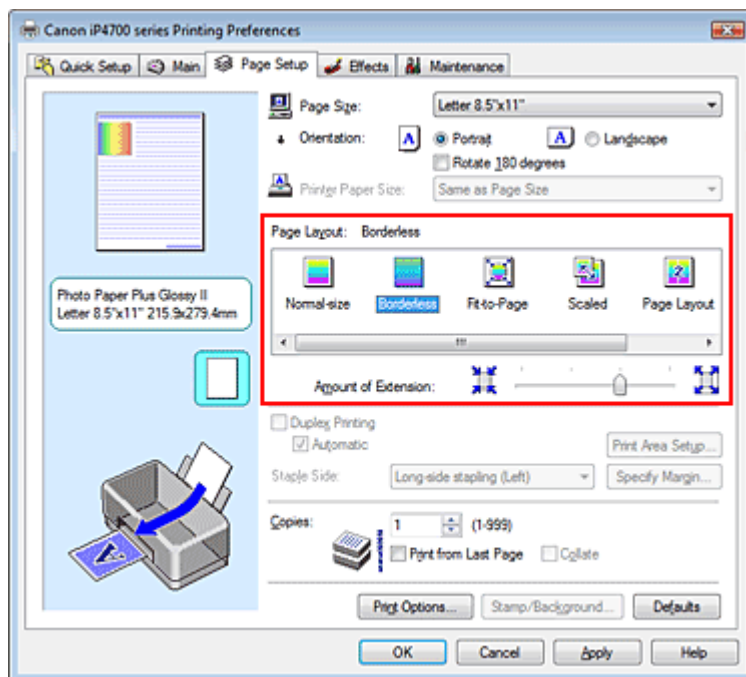 Canon iP4700 series Printing Preferences
Quick Setup Main Page Setup Effects Maintenance
Page Size: Letter 8.5"x11"
Orientation: A Portrait A Landscape
Rotate 180 degrees
Printer Paper Size: Same as Page Size
Page Layout: Borderless
Normal-size Borderless Fit-to-Page Scaled Page Layout
Photo Paper Plus Glossy II
Letter 8.5"x11" 215.9x279.4mm
Amount of Extension:
Duplex Printing
Automatic
Print Area Setup...
Staple Side: Long-side stapling (Left) Specify Margin...
Copies: 1 (1-999)
Print from Last Page Collate
A
Print Options... Stamp/Background... Defaults
OK Cancel Apply Help